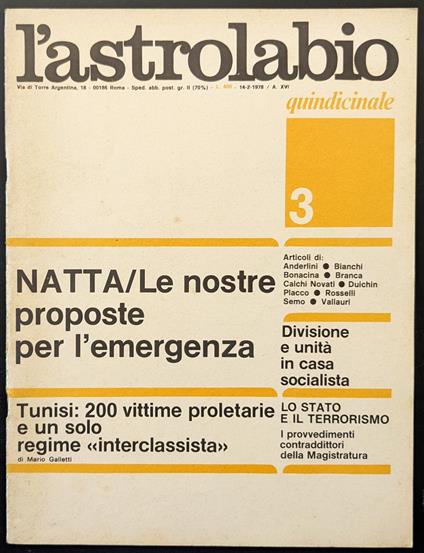 l'astrolabio
Via di Torre Argentina, 18 - 00186 Roma - Sped. abb. post. gr. II (70%) - L. 400 - 14-2-1978 / A. XVI
quindicinale
3
NATTA/Le nostre
proposte
per l'emergenza
Articoli di:
Anderlini ● Bianchi
Bonacina ● Branca
Calchi Novati ● Duichin
Placco ● Rosselli
Semo ● Vallauri
Divisione
e unità
in casa
socialista
Tunisi: 200 vittime proletarie
e un solo
regime «interclassista»
di Mario Galletti
LO STATO
E IL TERRORISMO
I provvedimenti
contraddittori
della Magistratura